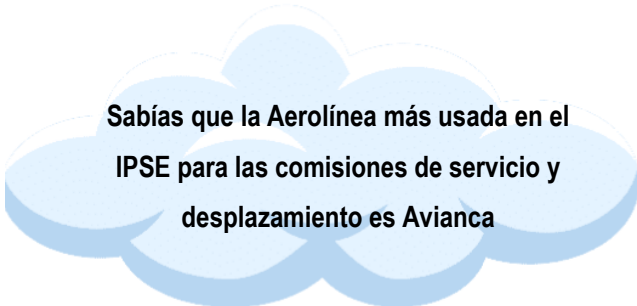 Sabías que la Aerolínea más usada en el
IPSE para las comisiones de servicio y
desplazamiento es Avianca